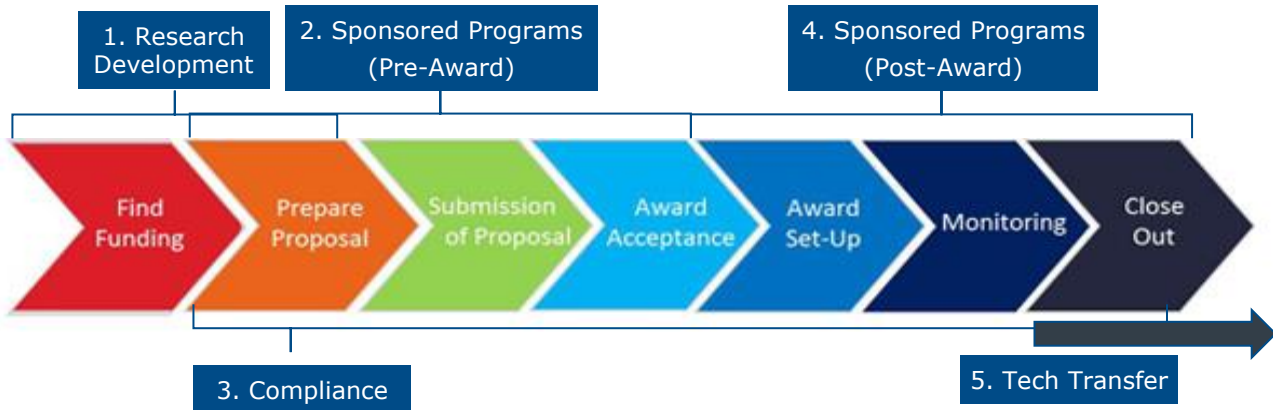 1. Research
Development
2. Sponsored Programs
(Pre-Award)
4. Sponsored Programs
(Post-Award)
Find
Funding
Prepare
Proposal
Submission
of Proposal
Award
Acceptance
Award
Set-Up
Monitoring
Close
Out
3. Compliance
5. Tech Transfer